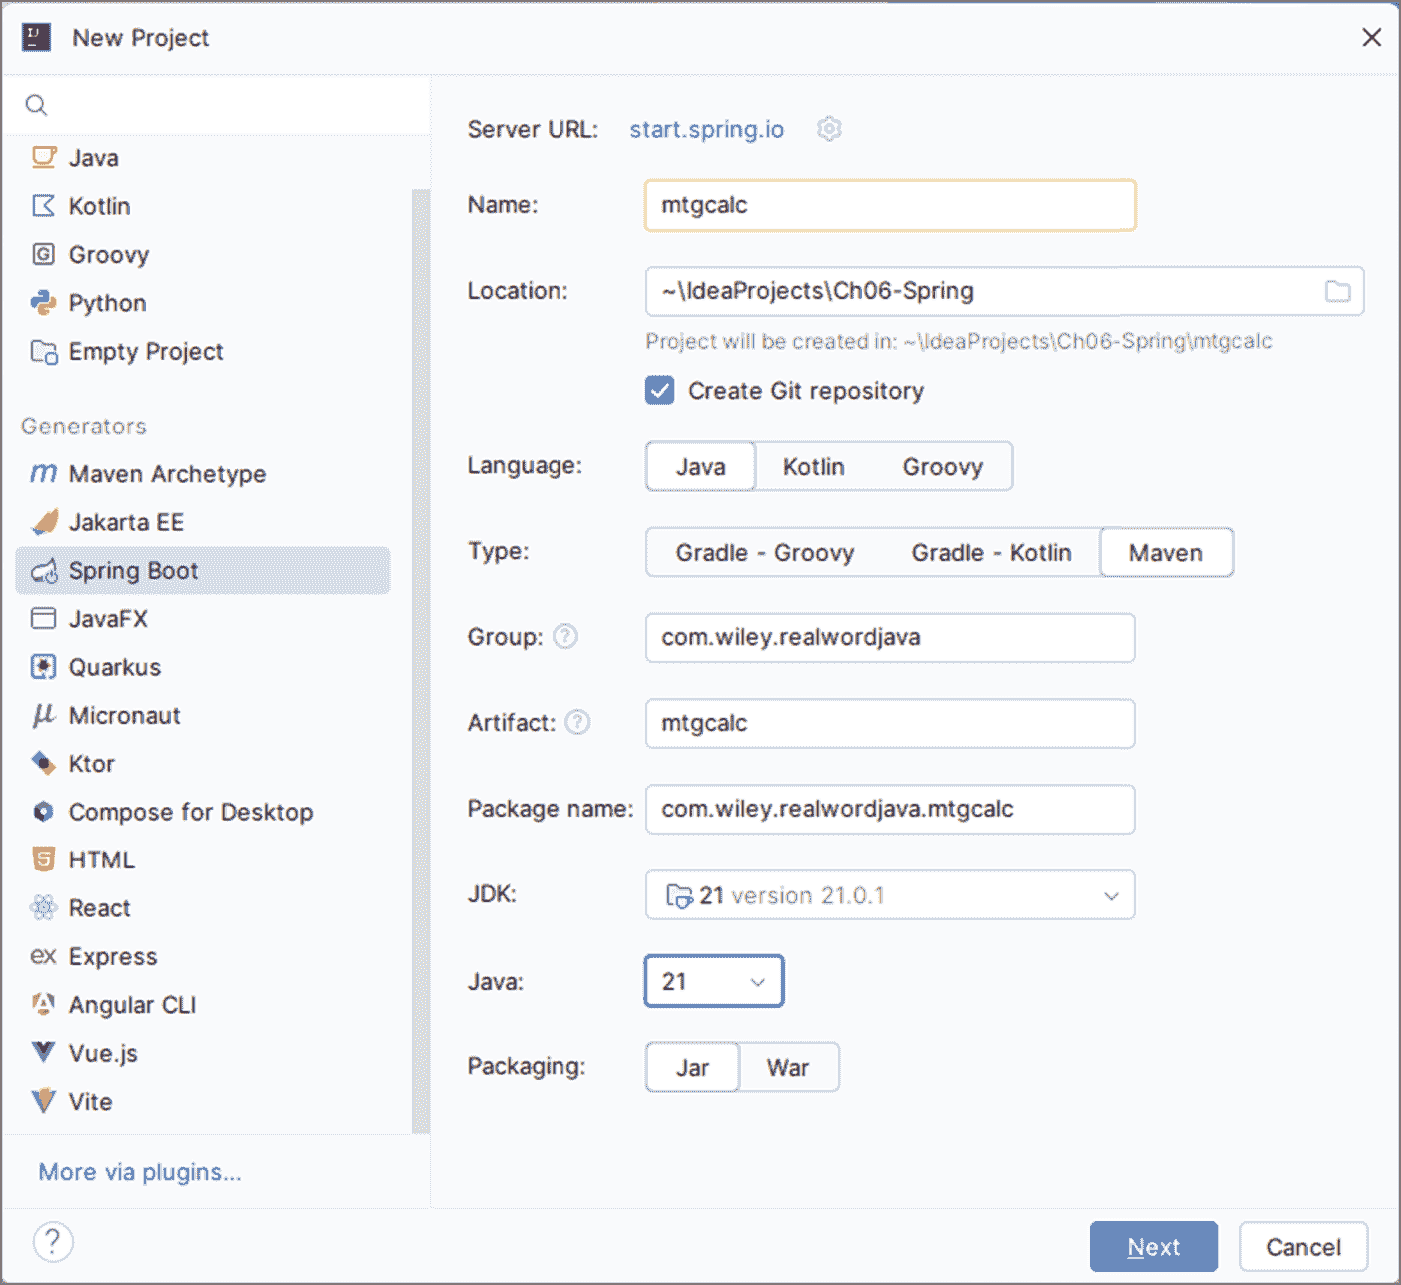 New Project
Java
Kotlin
Groovy
Python
Empty Project
Generators
Maven Archetype
Jakarta EE
Spring Boot
JavaFX
Quarkus
Micronaut
Ktor
Compose for Desktop
HTML
React
ex Express
Angular CLI
Vue.js
Vite
More via plugins...
Server URL: start.spring.io
Name: mtgcalc
Location: ~\IdeaProjects\Ch06-Spring
Project will be created in: ~\IdeaProjects\Ch06-Spring\mtgcalc
Create Git repository
Language: Java Kotlin Groovy
Type: Gradle - Groovy Gradle - Kotlin Maven
Group: ? com.wiley.realwordjava
Artifact: ? mtgcalc
Package name: com.wiley.realwordjava.mtgcalc
JDK: 21 version 21.0.1
Java: 21
Packaging: Jar War
? Next Cancel